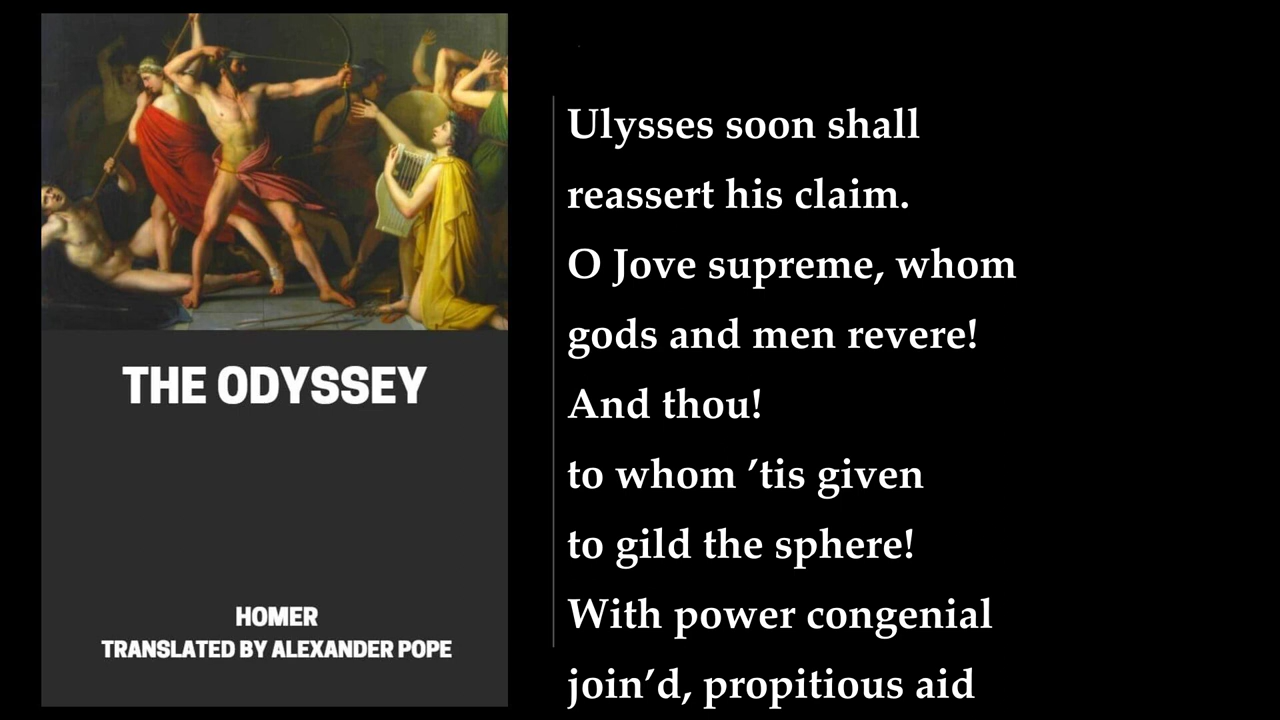 THE ODYSSEY
HOMER
TRANSLATED BY ALEXANDER POPE
Ulysses soon shall
reassert his claim.
O Jove supreme, whom
gods and men revere!
And thou!
to whom ’tis given
to gild the sphere!
With power congenial
join’d, propitious aid